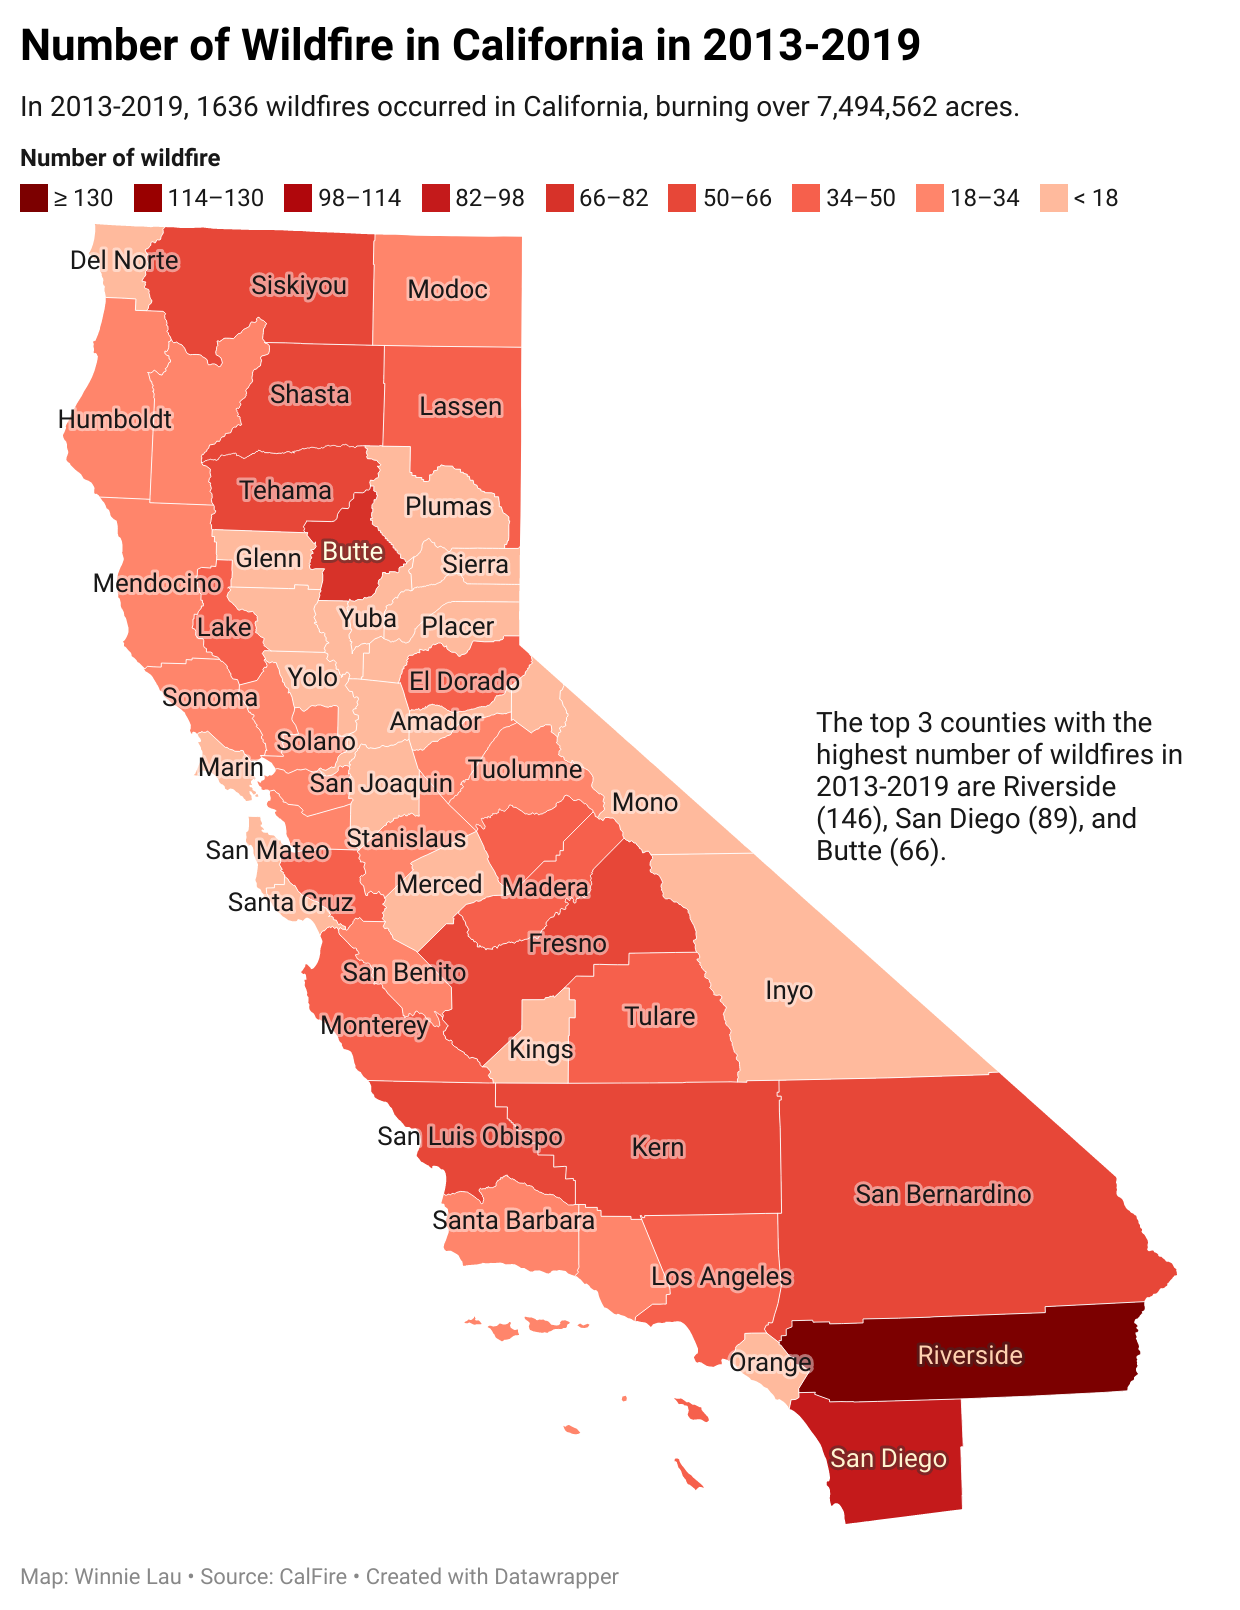 Number of Wildfire in California in 2013-2019
In 2013-2019, 1636 wildfires occurred in California, burning over 7,494,562 acres.
Number of wildfire
≥ 130 114–130 98–114 82–98 66–82 50–66 34–50 18–34 < 18
Del Norte
Siskiyou
Modoc
Shasta
Lassen
Humboldt
Tehama
Plumas
Butte
Glenn
Sierra
Mendocino
Yuba
Lake
Placer
Yolo
El Dorado
Sonoma
Amador
Solano
Marin
Tuolumne
San Joaquin
Mono
Stanislaus
San Mateo
Merced
Madera
Santa Cruz
Fresno
San Benito
Inyo
Tulare
Monterey
Kings
San Luis Obispo
Kern
San Bernardino
Santa Barbara
Los Angeles
Riverside
Orange
San Diego
The top 3 counties with the
highest number of wildfires in
2013-2019 are Riverside
(146), San Diego (89), and
Butte (66).
Map: Winnie Lau • Source: CalFire • Created with Datawrapper